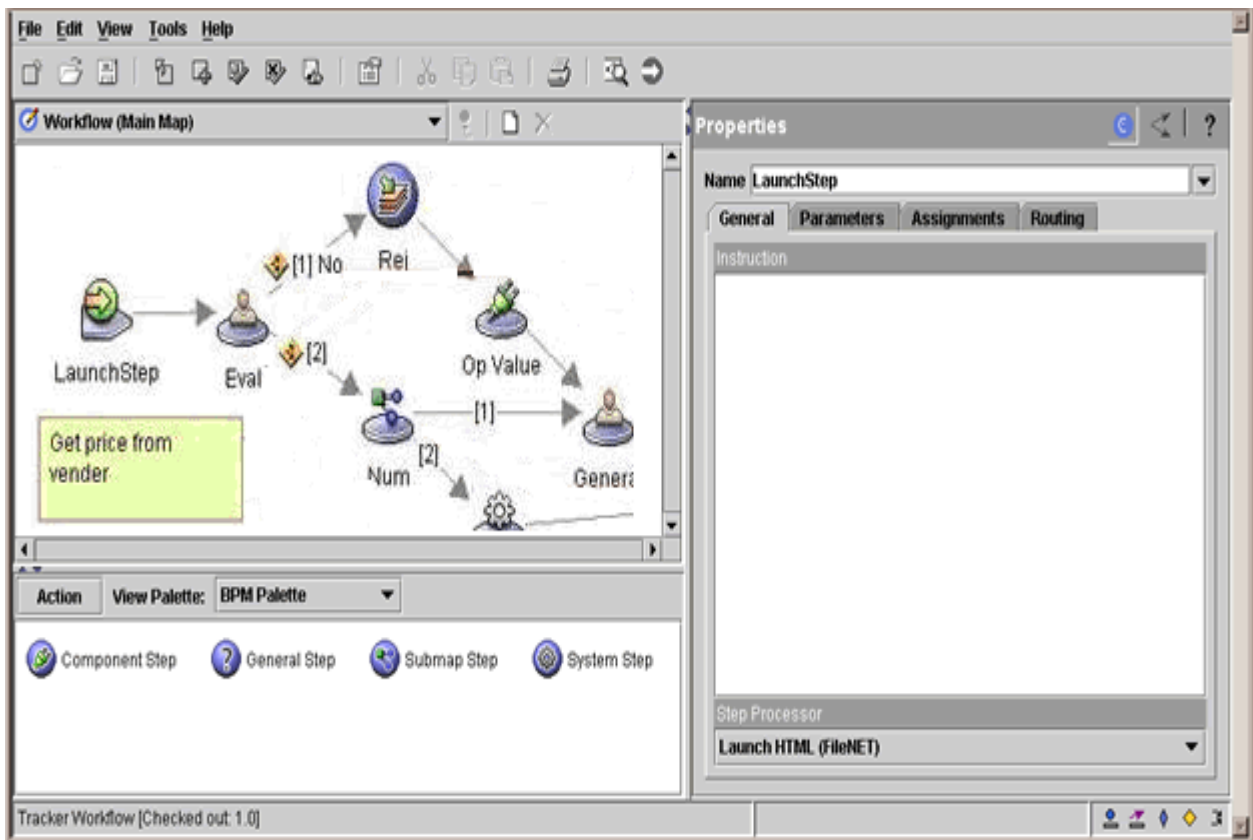 File Edit View Tools Help
Workflow (Main Map)
[1] No
Rei
LaunchStep
Eval
[2]
Op Value
Get price from
vender
Num
[1]
[2]
Genera
Action View Palette: BPM Palette
Component Step General Step Submap Step System Step
Properties
?
Name LaunchStep
General Parameters Assignments Routing
Instruction
Step Processor
Launch HTML (FileNET)
Tracker Workflow [Checked out: 1.0]